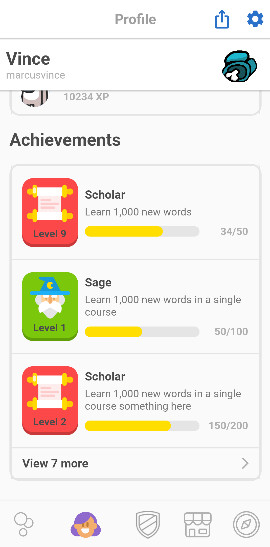 Profile
Vince
marcusvince
10234 XP
Achievements
Scholar
Learn 1,000 new words
Level 9
34/50
Sage
Learn 1,000 new words in a single
course
Level 1
50/100
Scholar
Learn 1,000 new words in a single
course something here
Level 2
150/200
View 7 more